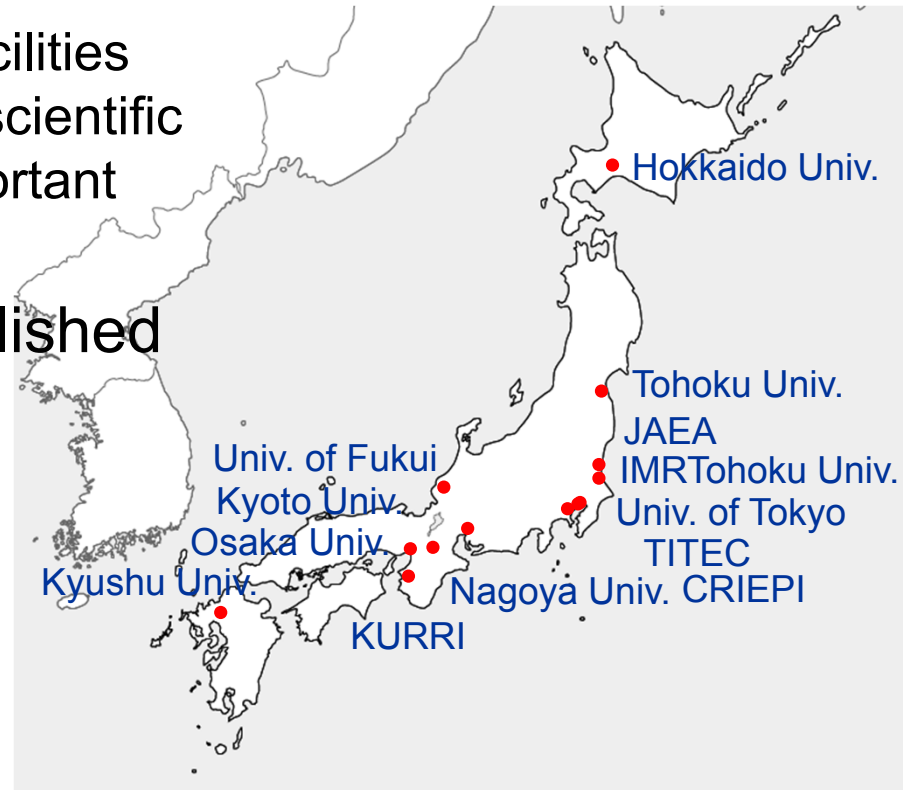 cilities
scientific
ortant
lished
Hokkaido Univ.
Tohoku Univ.
JAEA
IMRTohoku Univ.
Univ. of Tokyo
TITEC
CRIEPI
Univ. of Fukui
Kyoto Univ.
Osaka Univ.
Kyushu Univ.
Nagoya Univ.
KURRI